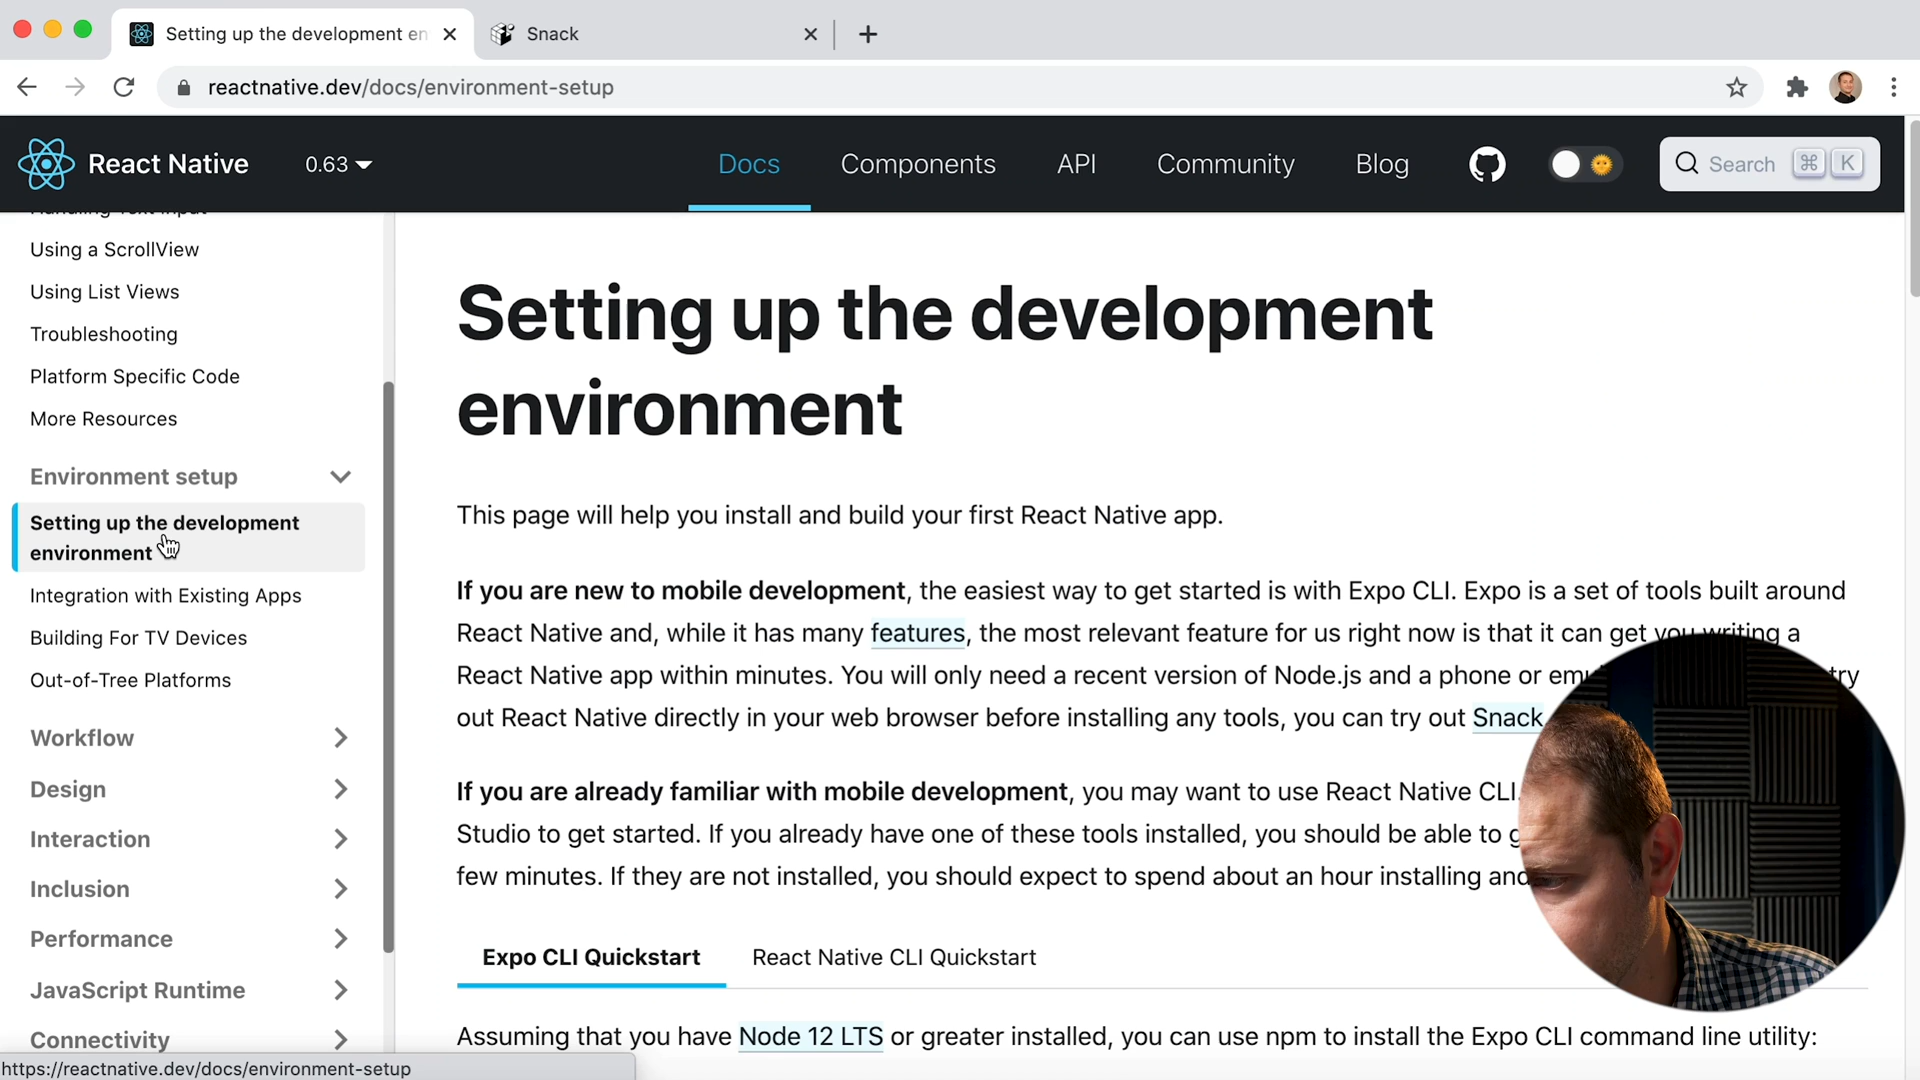 Setting up the development en
Snack
reactnative.dev/docs/environment-setup
React Native
0.63
Docs
Components
API
Community
Blog
Search
⌘
K
Handling Text Input
Using a ScrollView
Using List Views
Troubleshooting
Platform Specific Code
More Resources
Environment setup
Setting up the development
environment
Integration with Existing Apps
Building For TV Devices
Out-of-Tree Platforms
Workflow
Design
Interaction
Inclusion
Performance
JavaScript Runtime
Connectivity
https://reactnative.dev/docs/environment-setup
Setting up the development
environment
This page will help you install and build your first React Native app.
If you are new to mobile development, the easiest way to get started is with Expo CLI. Expo is a set of tools built around
React Native and, while it has many features, the most relevant feature for us right now is that it can get you writing a
React Native app within minutes. You will only need a recent version of Node.js and a phone or try
out React Native directly in your web browser before installing any tools, you can try out Snack
If you are already familiar with mobile development, you may want to use React Native CLI.
Studio to get started. If you already have one of these tools installed, you should be able to
few minutes. If they are not installed, you should expect to spend about an hour installing and
Expo CLI Quickstart
React Native CLI Quickstart
Assuming that you have Node 12 LTS or greater installed, you can use npm to install the Expo CLI command line utility: